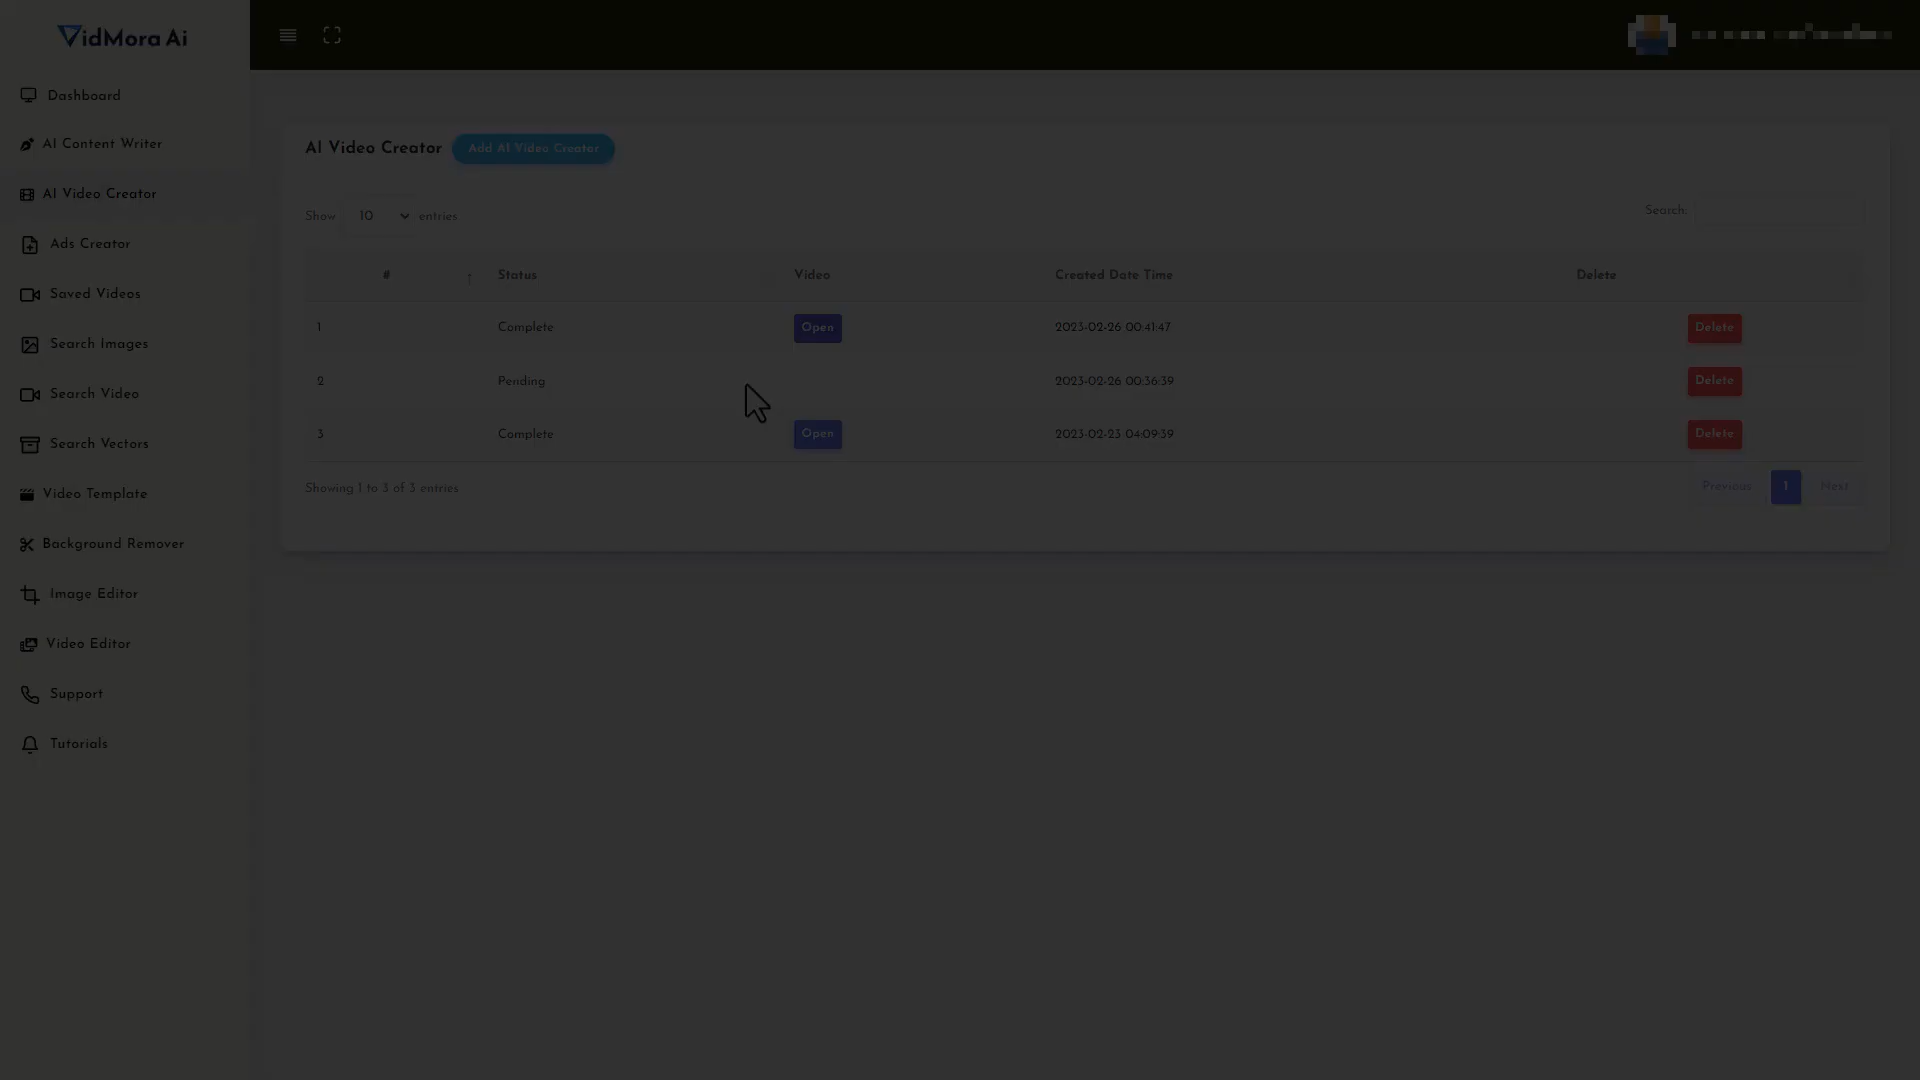 VidMora Ai
Dashboard
AI Content Writer
AI Video Creator
Ads Creator
Saved Videos
Search Images
Search Video
Search Vectors
Video Template
Background Remover
Image Editor
Video Editor
Support
Tutorials
AI Video Creator Add AI Video Creator
Show 10 entries Search:
# Status Video Created Date Time Delete
1 Complete Open 2023-02-26 00:41:47 Delete
2 Pending 2023-02-26 00:36:39 Delete
3 Complete Open 2023-02-23 04:09:39 Delete
Showing 1 to 3 of 3 entries Previous 1 Next